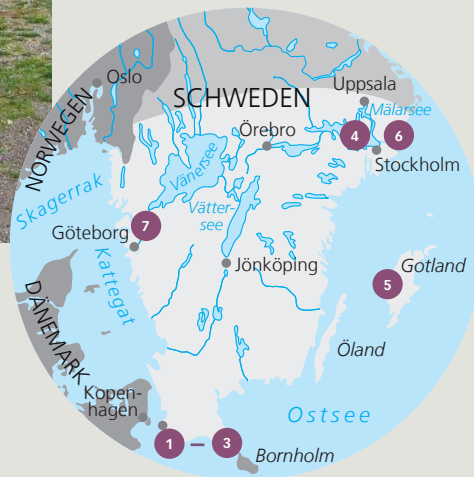 Oslo
NORWEGEN
SCHWEDEN
Uppsala
Mälarsee
Örebro
4
6
Stockholm
Vänersee
Skagerrak
Vätter-
see
7
Göteborg
Jönköping
Gotland
5
Kattegat
DÄNEMARK
Öland
Kopen-
hagen
Ostsee
1 – 3
Bornholm